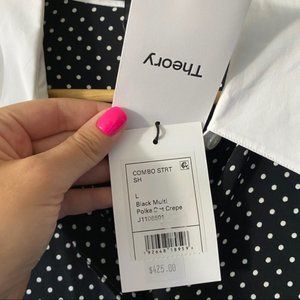 Theory
COMBO STRT
SH
L
Black Multi
Polka Dot Crepe
J1108501
$425.00